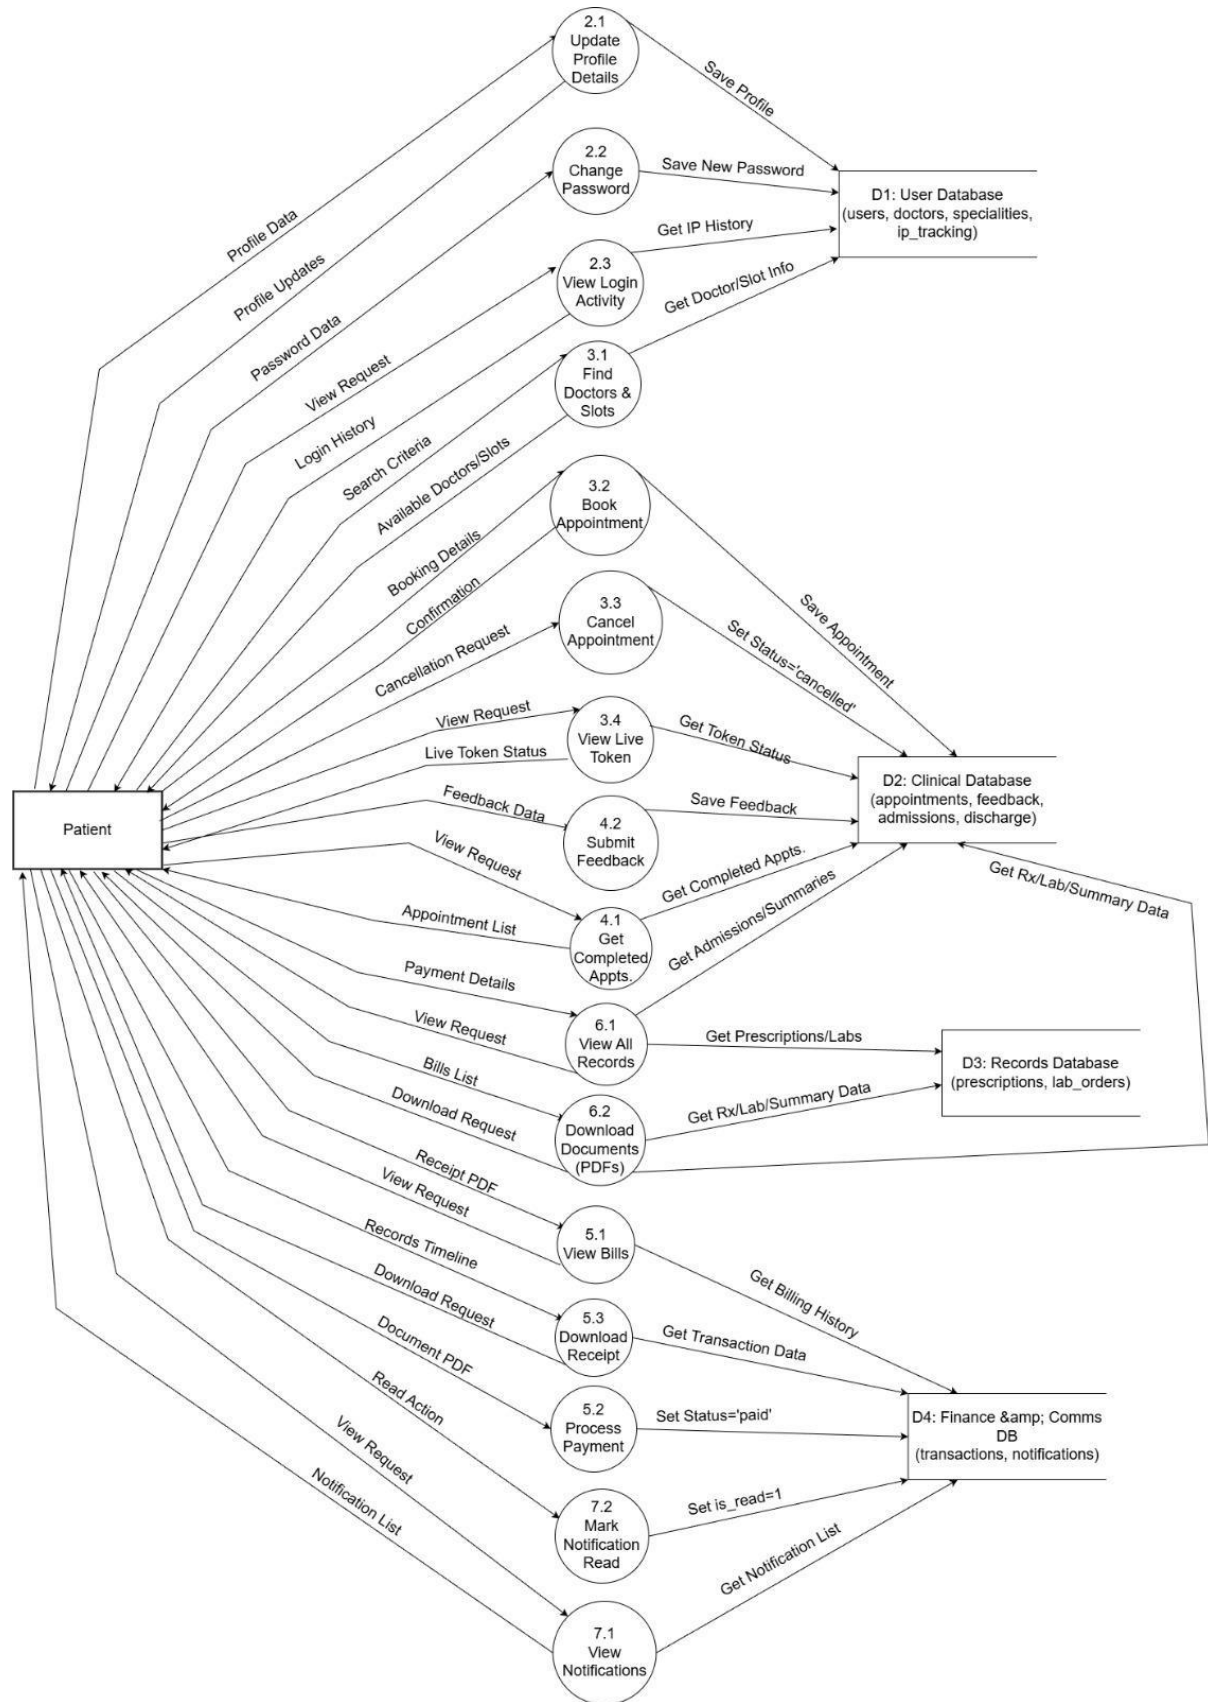 2.1
Update
Profile
Details
Save Profile
2.2
Change
Password
Save New Password
D1: User Database
(users, doctors, specialities,
ip_tracking)
Profile Data
Profile Updates
Password Data
View Request
Get IP History
2.3
View Login
Activity
Get Doctor/Slot Info
Login History
Search Criteria
3.1
Find
Doctors &
Slots
Available Doctors/Slots
Booking Details
3.2
Book
Appointment
Confirmation
Save Appointment
3.3
Cancel
Appointment
Cancellation Request
Set Status='cancelled'
View Request
3.4
View Live
Token
Get Token Status
Live Token Status
D2: Clinical Database
(appointments, feedback,
admissions, discharge)
Patient
Feedback Data
4.2
Submit
Feedback
Save Feedback
View Request
Get Completed Appts.
Get Rx/Lab/Summary Data
Appointment List
4.1
Get
Completed
Appts.
Get Admissions/Summaries
Payment Details
6.1
View All
Records
View Request
Get Prescriptions/Labs
D3: Records Database
(prescriptions, lab_orders)
Bills List
6.2
Download
Documents
(PDFs)
Get Rx/Lab/Summary Data
Download Request
Receipt PDF
5.1
View Bills
View Request
Get Billing History
Records Timeline
5.3
Download
Receipt
Download Request
Get Transaction Data
Document PDF
5.2
Process
Payment
Set Status='paid'
D4: Finance &amp; Comms
DB
(transactions, notifications)
Read Action
7.2
Mark
Notification
Read
Set is_read=1
View Request
Notification List
Get Notification List
7.1
View
Notifications